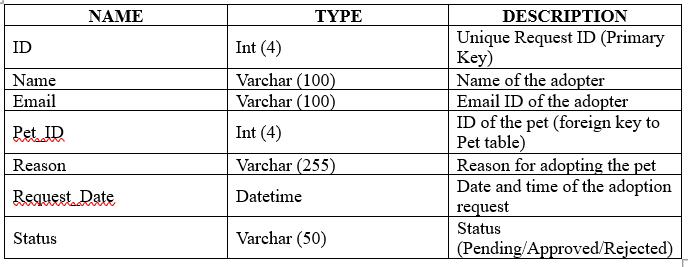 NAME TYPE DESCRIPTION
ID Int (4) Unique Request ID (Primary
Key)
Name Varchar (100) Name of the adopter
Email Varchar (100) Email ID of the adopter
Pet_ID Int (4) ID of the pet (foreign key to
Pet table)
Reason Varchar (255) Reason for adopting the pet
Request_Date Datetime Date and time of the adoption
request
Status Varchar (50) Status
(Pending/Approved/Rejected)